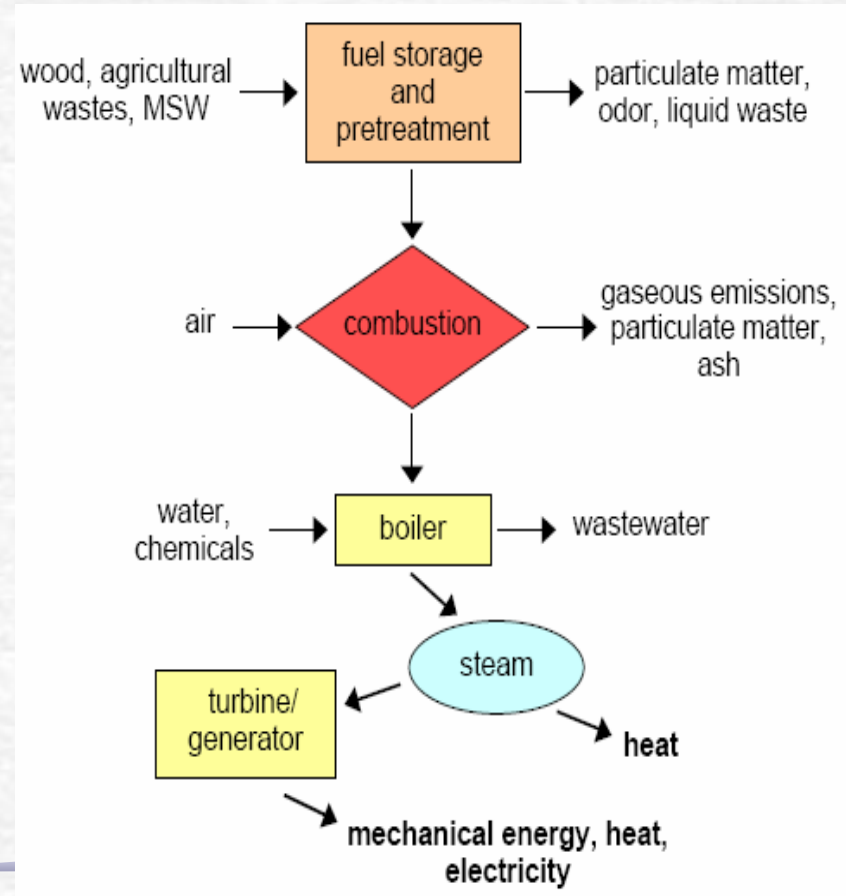 wood, agricultural
wastes, MSW
fuel storage
and
pretreatment
particulate matter,
odor, liquid waste
air
combustion
gaseous emissions,
particulate matter,
ash
water,
chemicals
boiler
wastewater
steam
turbine/
generator
heat
mechanical energy, heat,
electricity